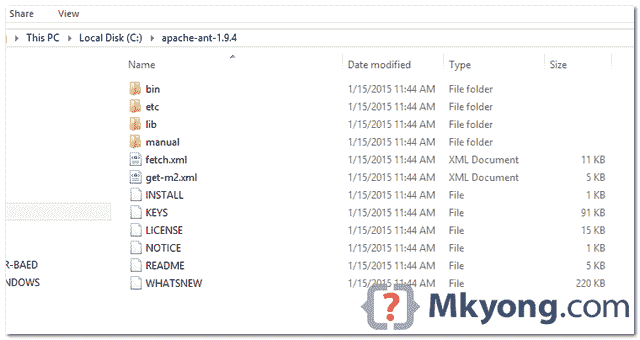 Share View
This PC Local Disk (C:) apache-ant-1.9.4
Name Date modified Type Size
bin 1/15/2015 11:44 AM File folder
etc 1/15/2015 11:44 AM File folder
lib 1/15/2015 11:44 AM File folder
manual 1/15/2015 11:44 AM File folder
fetch.xml 1/15/2015 11:44 AM XML Document 11 KB
get-m2.xml 1/15/2015 11:44 AM XML Document 5 KB
INSTALL 1/15/2015 11:44 AM File 1 KB
KEYS 1/15/2015 11:44 AM File 91 KB
LICENSE 1/15/2015 11:44 AM File 15 KB
NOTICE 1/15/2015 11:44 AM File 1 KB
R-BAED README 1/15/2015 11:44 AM File 5 KB
NDOWS WHATSNEW 1/15/2015 11:44 AM File 220 KB
{?} Mkyong.com